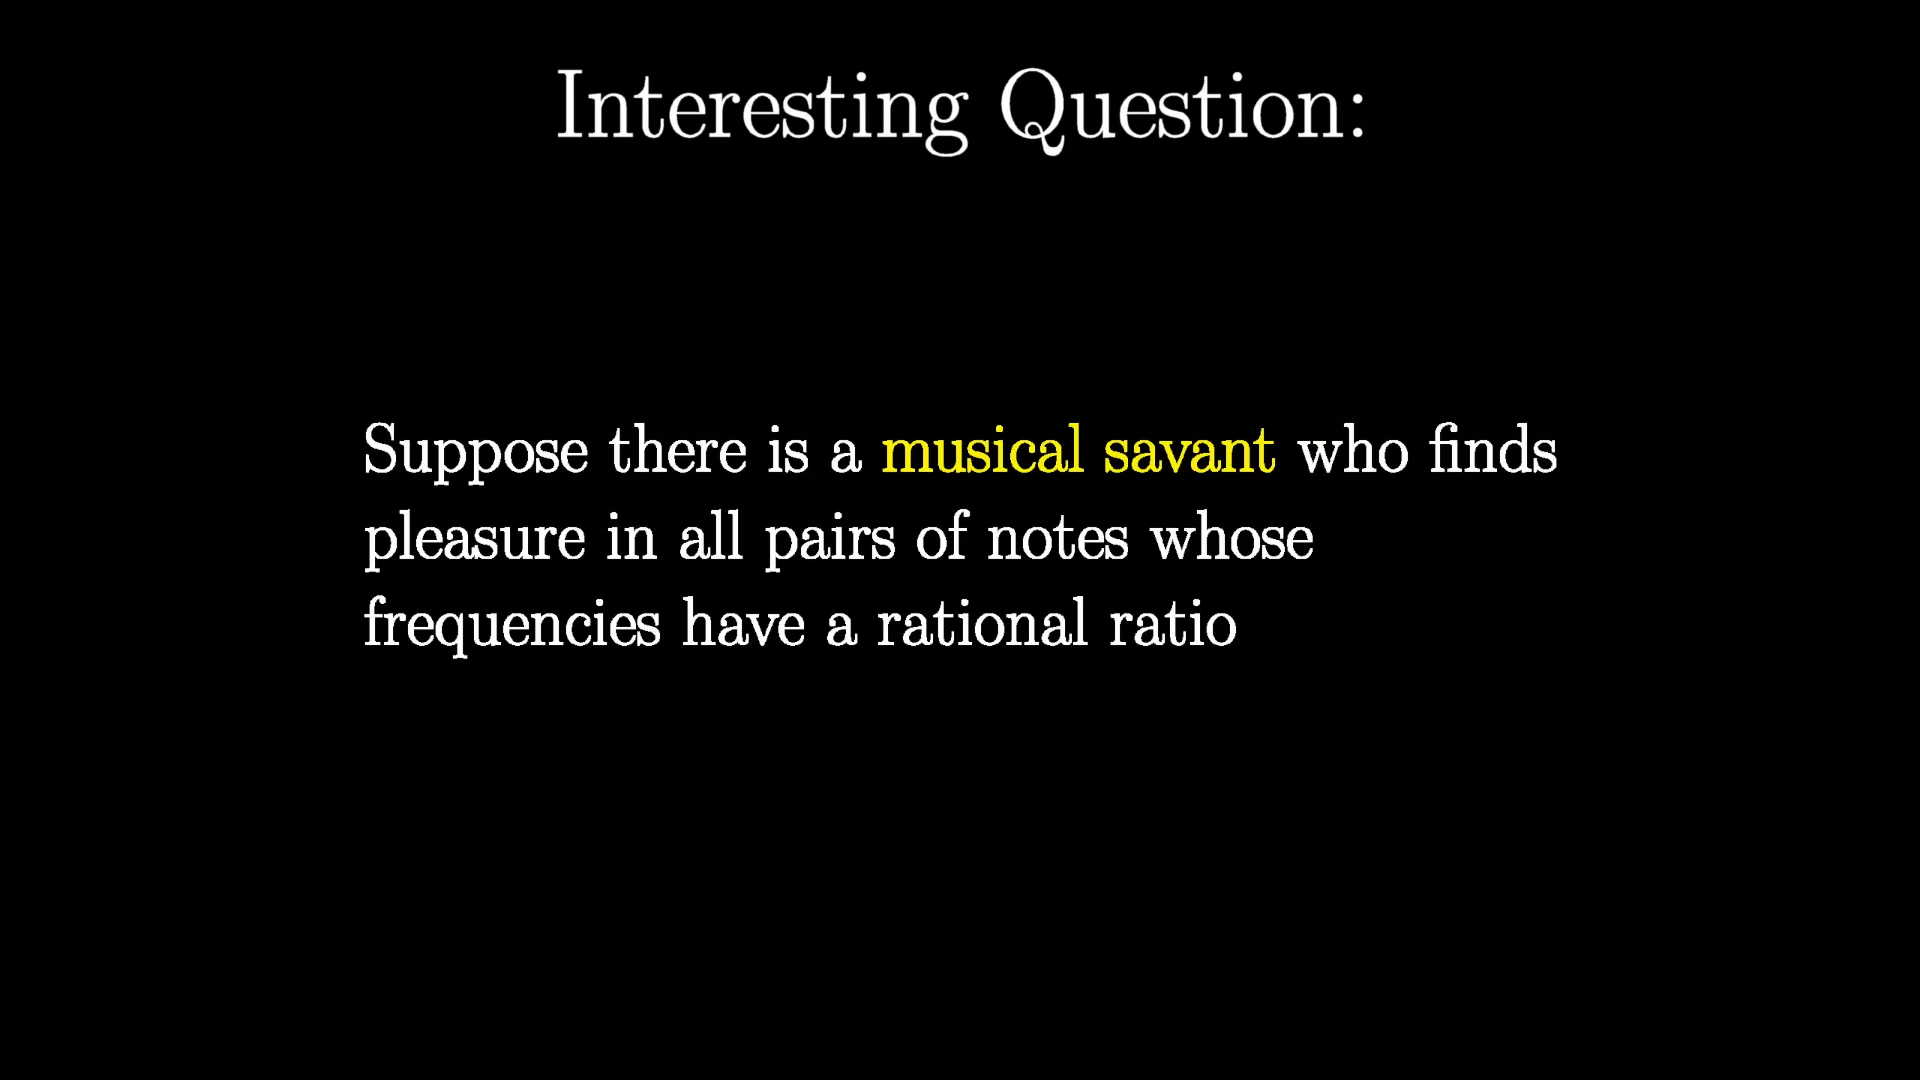 Interesting Question:
Suppose there is a musical savant who finds
pleasure in all pairs of notes whose
frequencies have a rational ratio